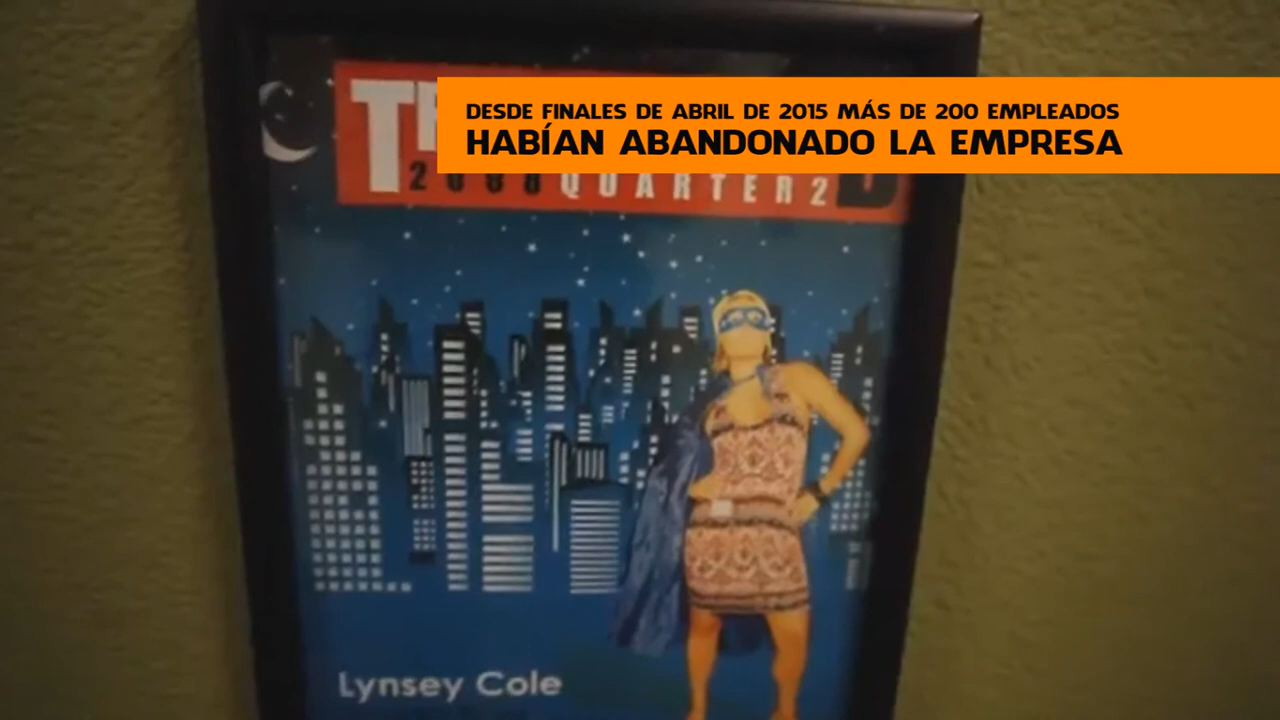 DESDE FINALES DE ABRIL DE 2015 MÁS DE 200 EMPLEADOS
HABÍAN ABANDONADO LA EMPRESA
QUARTER 2
Lynsey Cole